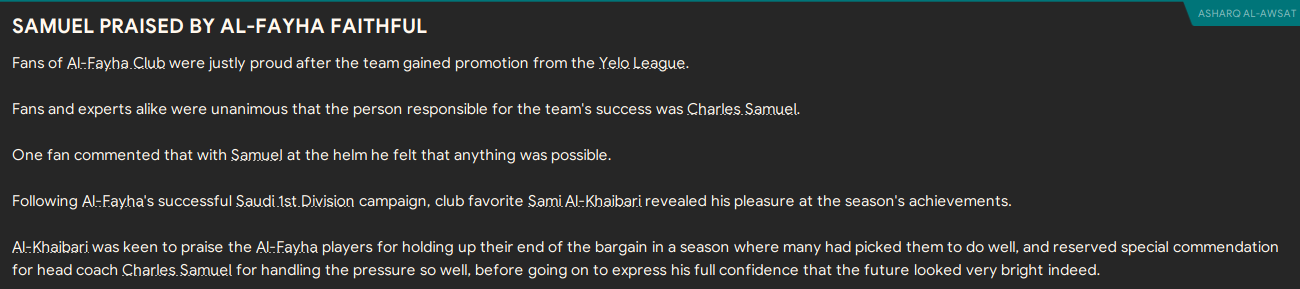 ASHARQ AL-AWSAT
SAMUEL PRAISED BY AL-FAYHA FAITHFUL
Fans of Al-Fayha Club were justly proud after the team gained promotion from the Yelo League.
Fans and experts alike were unanimous that the person responsible for the team's success was Charles Samuel.
One fan commented that with Samuel at the helm he felt that anything was possible.
Following Al-Fayha's successful Saudi 1st Division campaign, club favorite Sami Al-Khaibari revealed his pleasure at the season's achievements.
Al-Khaibari was keen to praise the Al-Fayha players for holding up their end of the bargain in a season where many had picked them to do well, and reserved special commendation
for head coach Charles Samuel for handling the pressure so well, before going on to express his full confidence that the future looked very bright indeed.